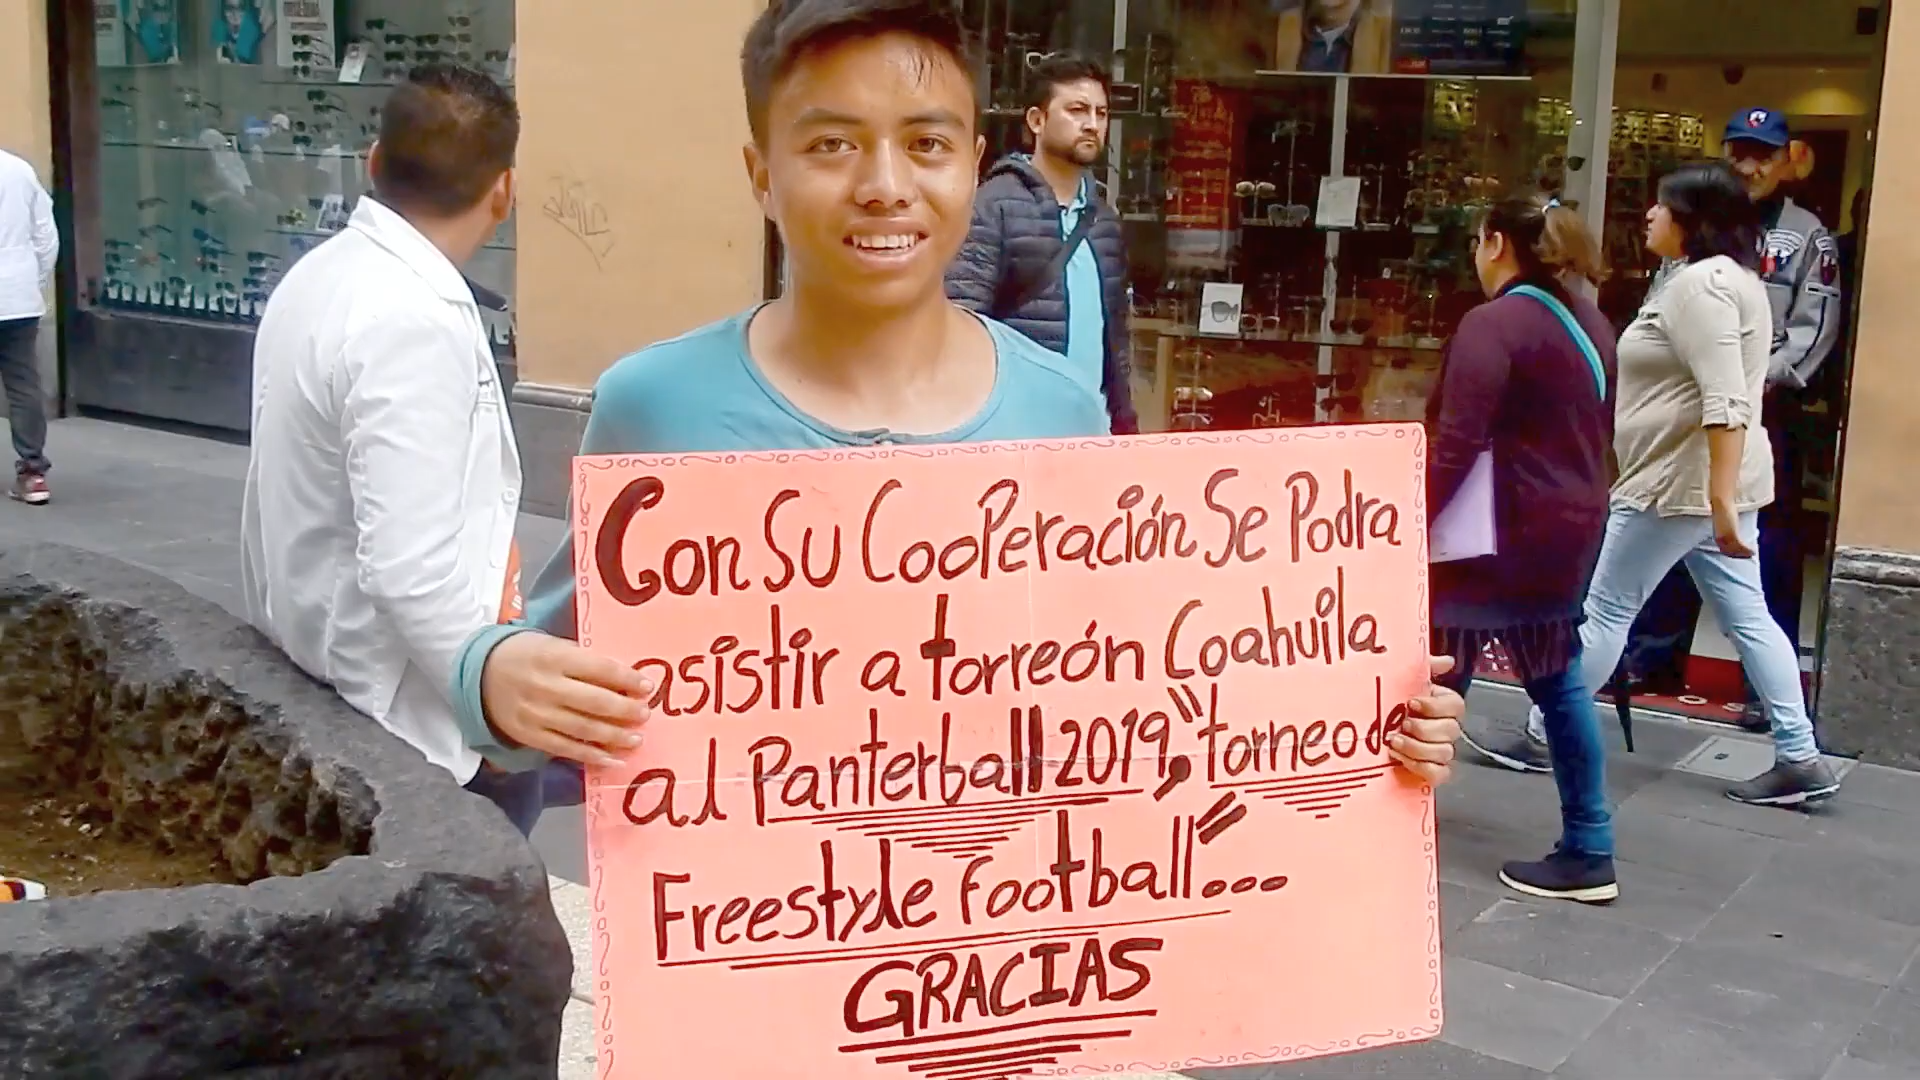 Con Su CooPeración Se Podra
asistir a torreón Coahuila
al Panterball 2019, "torneo de
Freestyle football"...
GRACIAS